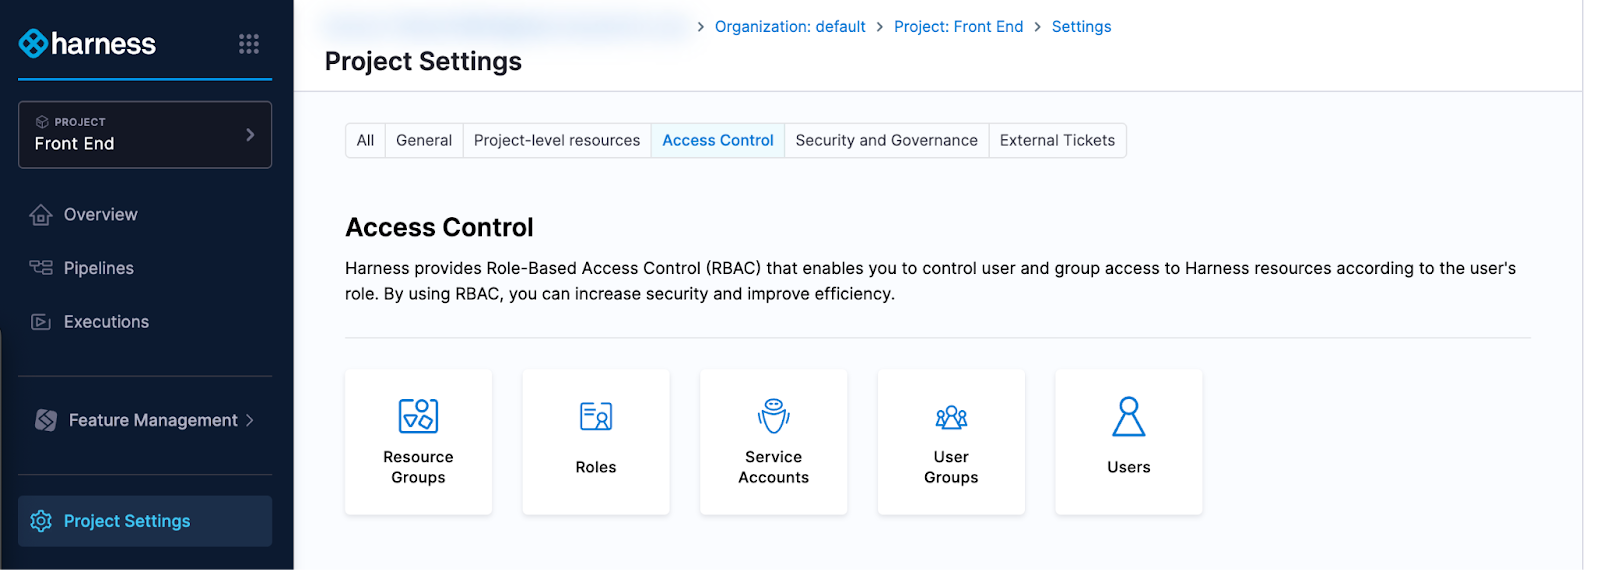 harness
PROJECT
Front End
Overview
Pipelines
Executions
Feature Management
Project Settings
> Organization: default > Project: Front End > Settings
Project Settings
All General Project-level resources Access Control Security and Governance External Tickets
Access Control
Harness provides Role-Based Access Control (RBAC) that enables you to control user and group access to Harness resources according to the user's
role. By using RBAC, you can increase security and improve efficiency.
Resource
Groups
Roles
Service
Accounts
User
Groups
Users